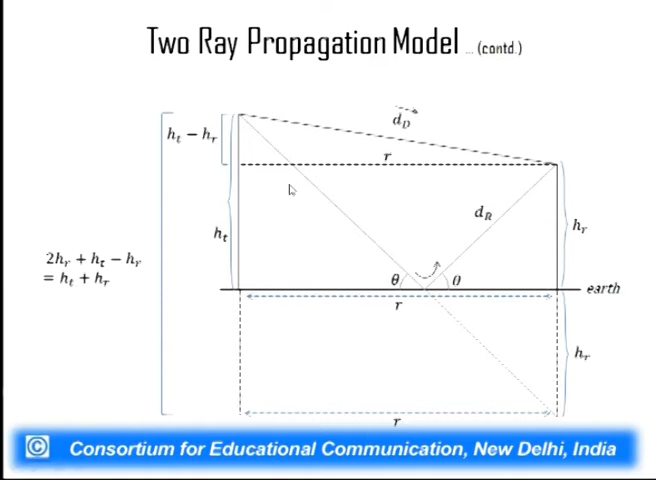 Two Ray Propagation Model ... (contd.)
d_D
h_t − h_r
r
d_R
h_t
h_r
2h_r + h_t − h_r
= h_t + h_r
θ
θ
earth
r
h_r
r
© Consortium for Educational Communication, New Delhi, India